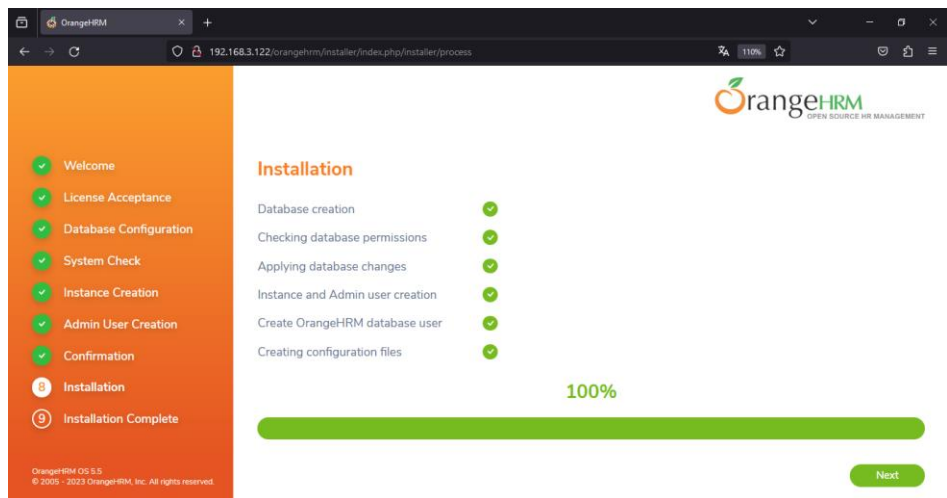 OrangeHRM
192.168.3.122/orangehrm/installer/index.php/installer/process
110%
OrangeHRM
OPEN SOURCE HR MANAGEMENT
Welcome
License Acceptance
Database Configuration
System Check
Instance Creation
Admin User Creation
Confirmation
8 Installation
9 Installation Complete
OrangeHRM OS 5.5
© 2005 - 2023 OrangeHRM, Inc. All rights reserved.
Installation
Database creation
Checking database permissions
Applying database changes
Instance and Admin user creation
Create OrangeHRM database user
Creating configuration files
100%
Next